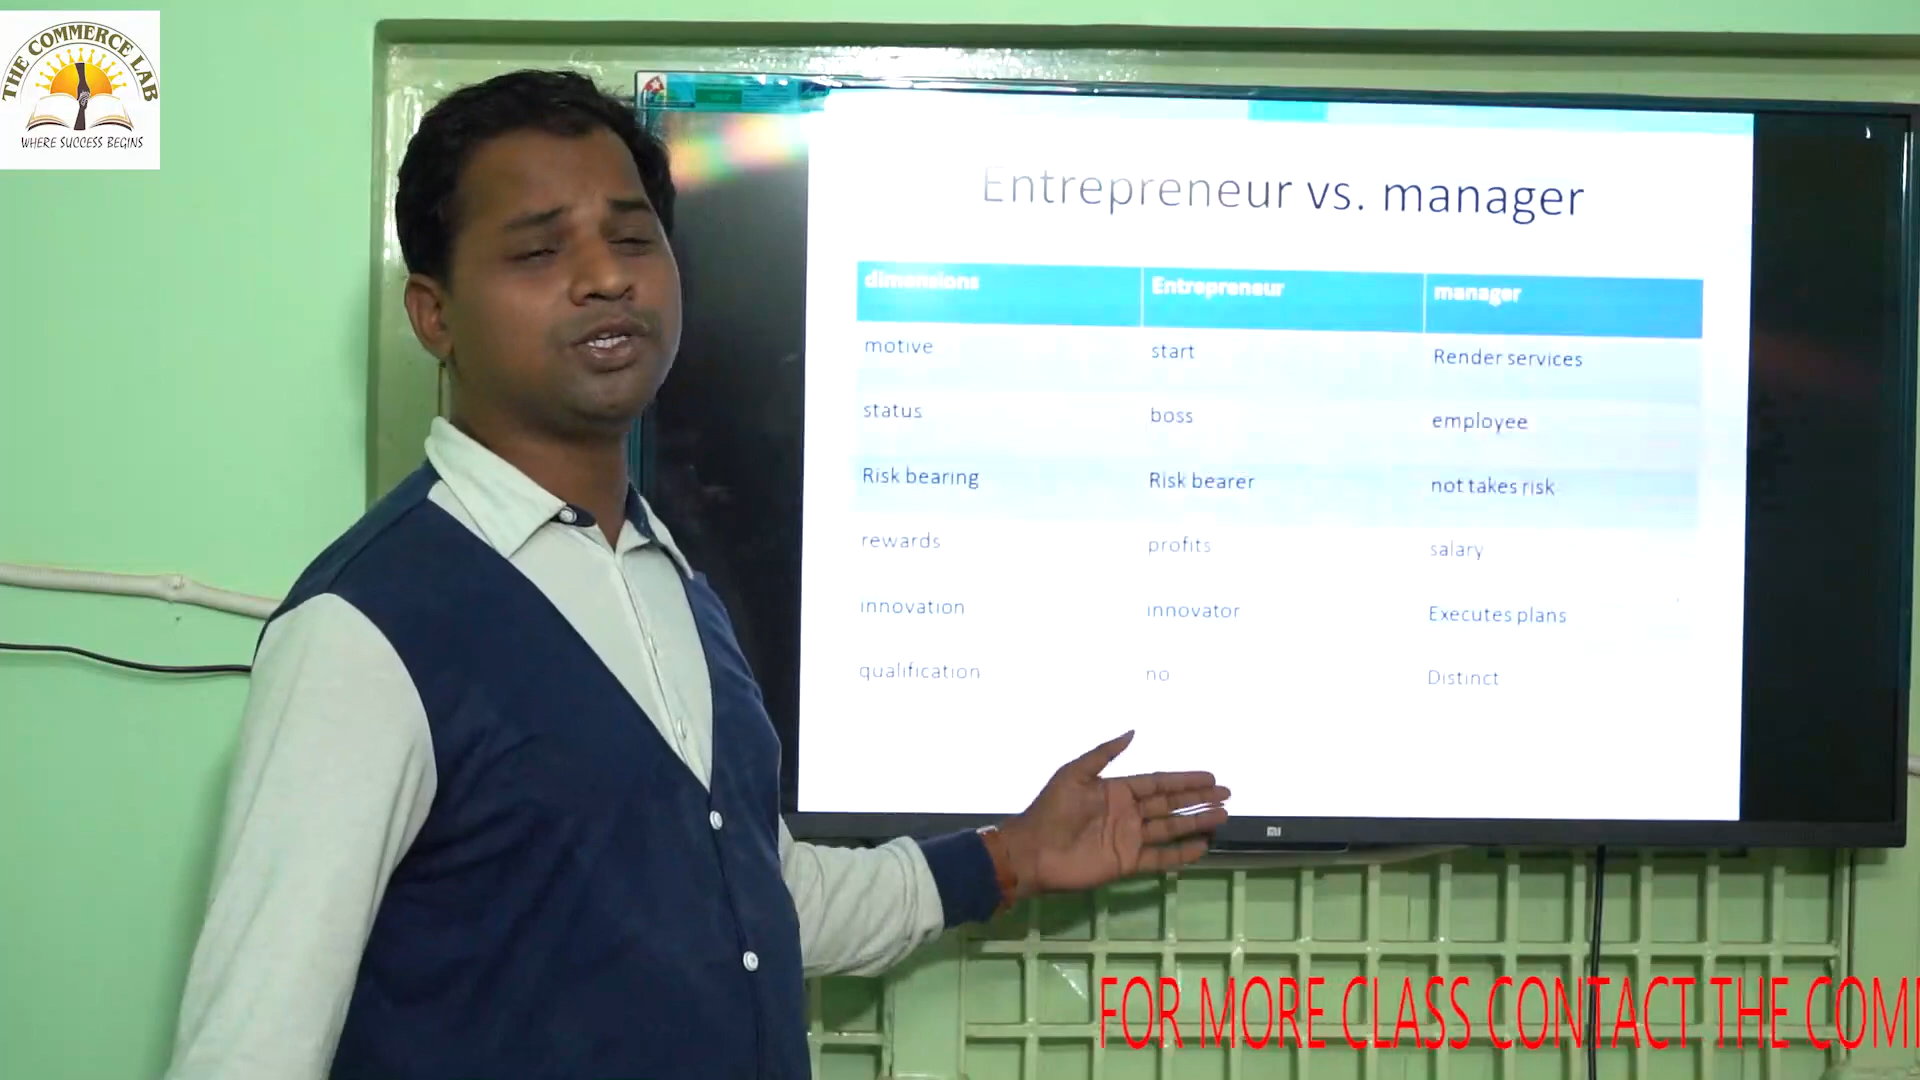 THE COMMERCE LAB
WHERE SUCCESS BEGINS
Entrepreneur vs. manager
dimensions Entrepreneur manager
motive start Render services
status boss employee
Risk bearing Risk bearer not takes risk
rewards profits salary
innovation innovator Executes plans
qualification no Distinct
mi
FOR MORE CLASS CONTACT THE